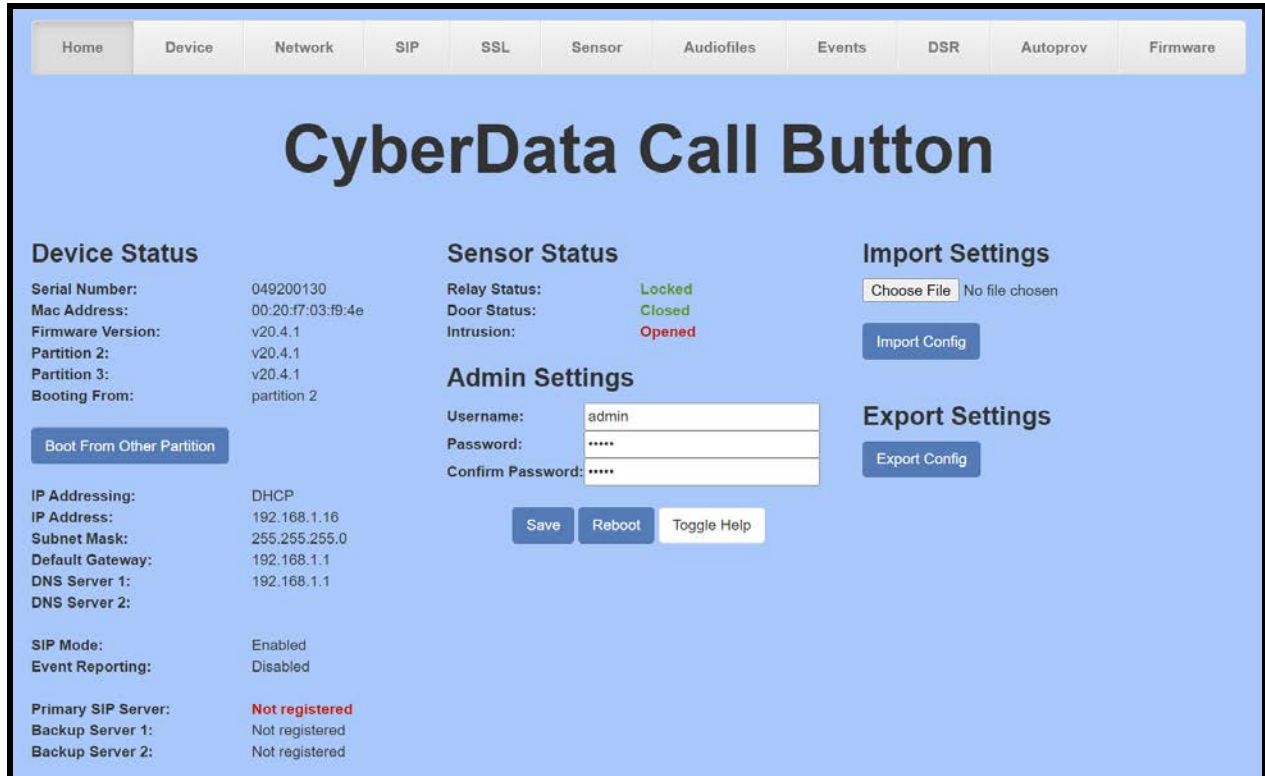 Home Device Network SIP SSL Sensor Audiofiles Events DSR Autoprov Firmware
CyberData Call Button
Device Status
Serial Number: 049200130
Mac Address: 00:20:f7:03:f9:4e
Firmware Version: v20.4.1
Partition 2: v20.4.1
Partition 3: v20.4.1
Booting From: partition 2
Boot From Other Partition
IP Addressing: DHCP
IP Address: 192.168.1.16
Subnet Mask: 255.255.255.0
Default Gateway: 192.168.1.1
DNS Server 1: 192.168.1.1
DNS Server 2:
SIP Mode: Enabled
Event Reporting: Disabled
Primary SIP Server: Not registered
Backup Server 1: Not registered
Backup Server 2: Not registered
Sensor Status
Relay Status: Locked
Door Status: Closed
Intrusion: Opened
Admin Settings
Username: admin
Password: •••••
Confirm Password: •••••
Save Reboot Toggle Help
Import Settings
Choose File No file chosen
Import Config
Export Settings
Export Config